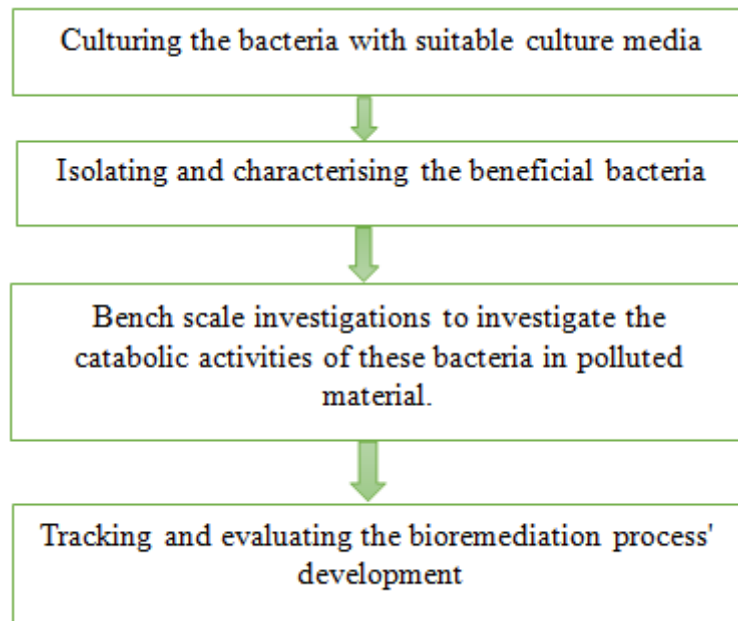 Culturing the bacteria with suitable culture media
Isolating and characterising the beneficial bacteria
Bench scale investigations to investigate the
catabolic activities of these bacteria in polluted
material.
Tracking and evaluating the bioremediation process'
development